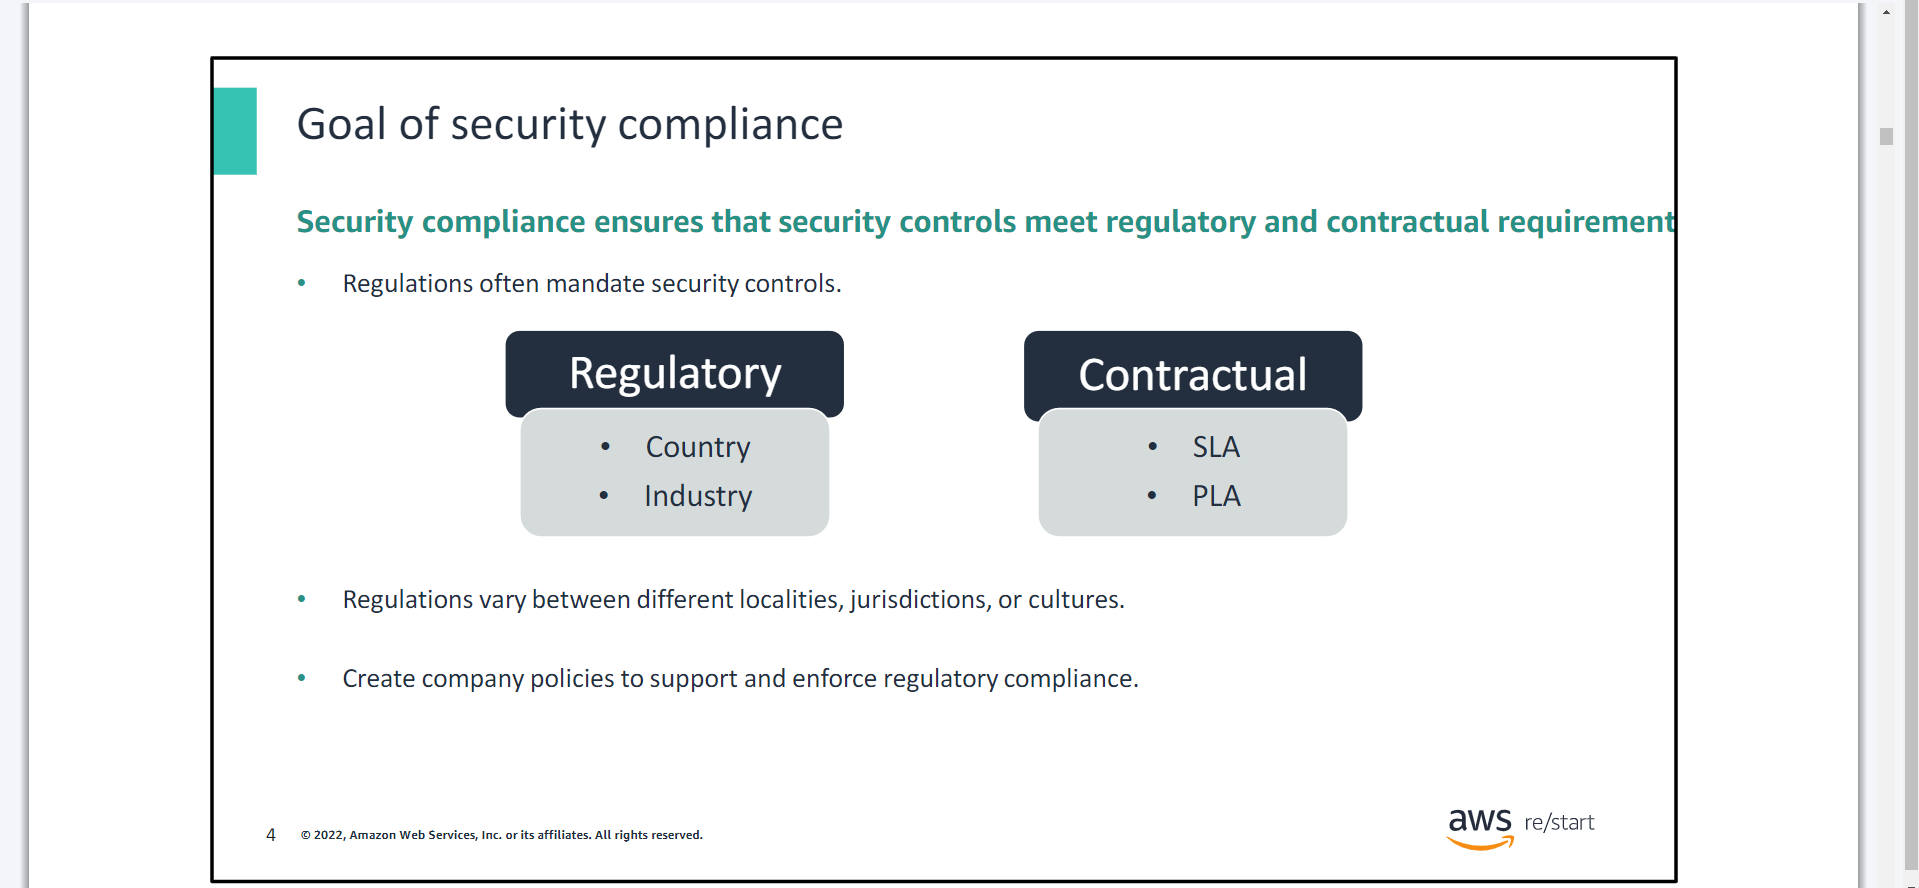 Goal of security compliance
Security compliance ensures that security controls meet regulatory and contractual requirement
• Regulations often mandate security controls.
Regulatory
• Country
• Industry
Contractual
• SLA
• PLA
• Regulations vary between different localities, jurisdictions, or cultures.
• Create company policies to support and enforce regulatory compliance.
4 © 2022, Amazon Web Services, Inc. or its affiliates. All rights reserved.
aws re/start